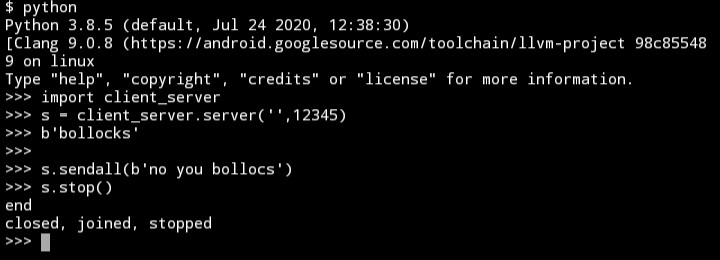 $ python
Python 3.8.5 (default, Jul 24 2020, 12:38:30)
[Clang 9.0.8 (https://android.googlesource.com/toolchain/llvm-project 98c85548
9 on linux
Type "help", "copyright", "credits" or "license" for more information.
>>> import client_server
>>> s = client_server.server('',12345)
>>> b'bollocks'
>>>
>>> s.sendall(b'no you bollocs')
>>> s.stop()
end
closed, joined, stopped
>>>